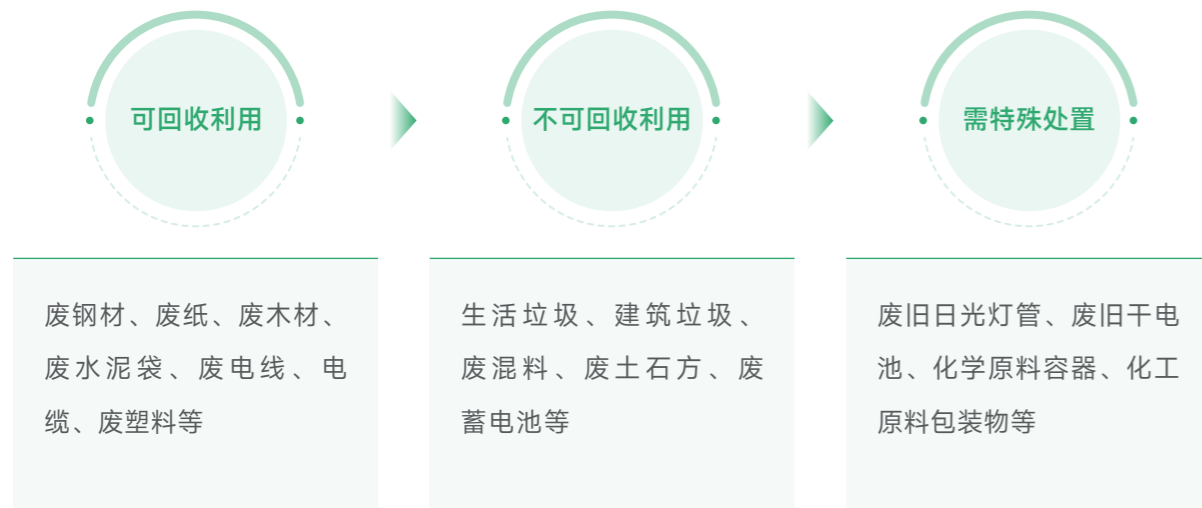 可回收利用
不可回收利用
需特殊处置
废钢材、废纸、废木材、
废水泥袋、废电线、电
缆、废塑料等
生活垃圾、建筑垃圾、
废混料、废土石方、废
蓄电池等
废旧日光灯管、废旧干电
池、化学原料容器、化工
原料包装物等